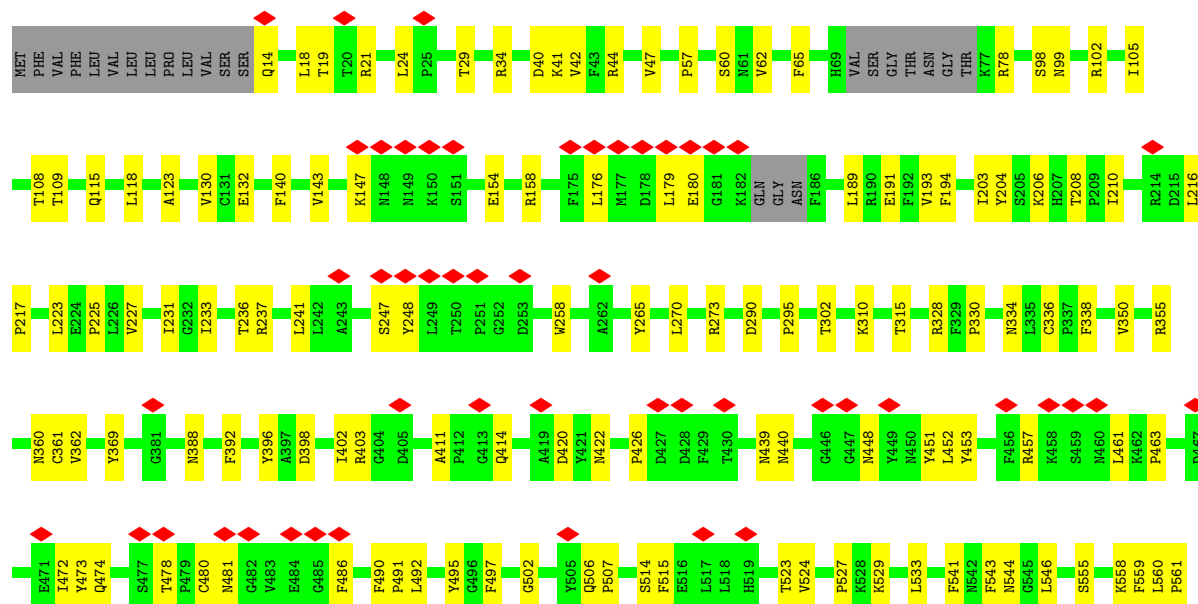 MET PHE VAL PHE LEU VAL LEU LEU PRO LEU VAL SER SER Q14 L18 T19 T20 R21 L24 P25 T29 R34 D40 K41 V42 F43 R44 V47 P57 S60 N61 V62 F65 H69 VAL SER GLY THR ASN GLY THR K77 R78 S98 N99 R102 I105
T108 T109 Q115 L118 A123 V130 C131 E132 F140 V143 K147 N148 N149 K150 S151 E154 R158 F175 L176 M177 D178 L179 E180 G181 K182 GLN GLY ASN F186 L189 R190 E191 F192 V193 F194 I203 Y204 S205 K206 H207 T208 P209 I210 R214 D215 L216
P217 L223 E224 P225 L226 V227 I231 G232 I233 T236 R237 L241 L242 A243 S247 Y248 L249 T250 P251 G252 D253 W258 A262 Y265 L270 R273 D290 P295 T302 K310 T315 R328 F329 P330 N334 L335 C336 P337 F338 V350 R355
N360 C361 V362 Y369 G381 N388 F392 Y396 A397 D398 I402 R403 G404 D405 A411 P412 G413 Q414 A419 D420 Y421 N422 P426 D427 D428 F429 T430 N439 N440 G446 G447 N448 Y449 N450 Y451 L452 Y453 F456 R457 K458 S459 N460 L461 K462 P463 D467
E471 I472 Y473 Q474 S477 T478 P479 C480 N481 G482 V483 E484 G485 F486 F490 P491 L492 Y495 G496 F497 G502 Y505 Q506 P507 S514 F515 E516 L517 L518 H519 T523 V524 P527 K528 K529 L533 F541 N542 F543 N544 G545 L546 S555 K558 F559 L560 P561